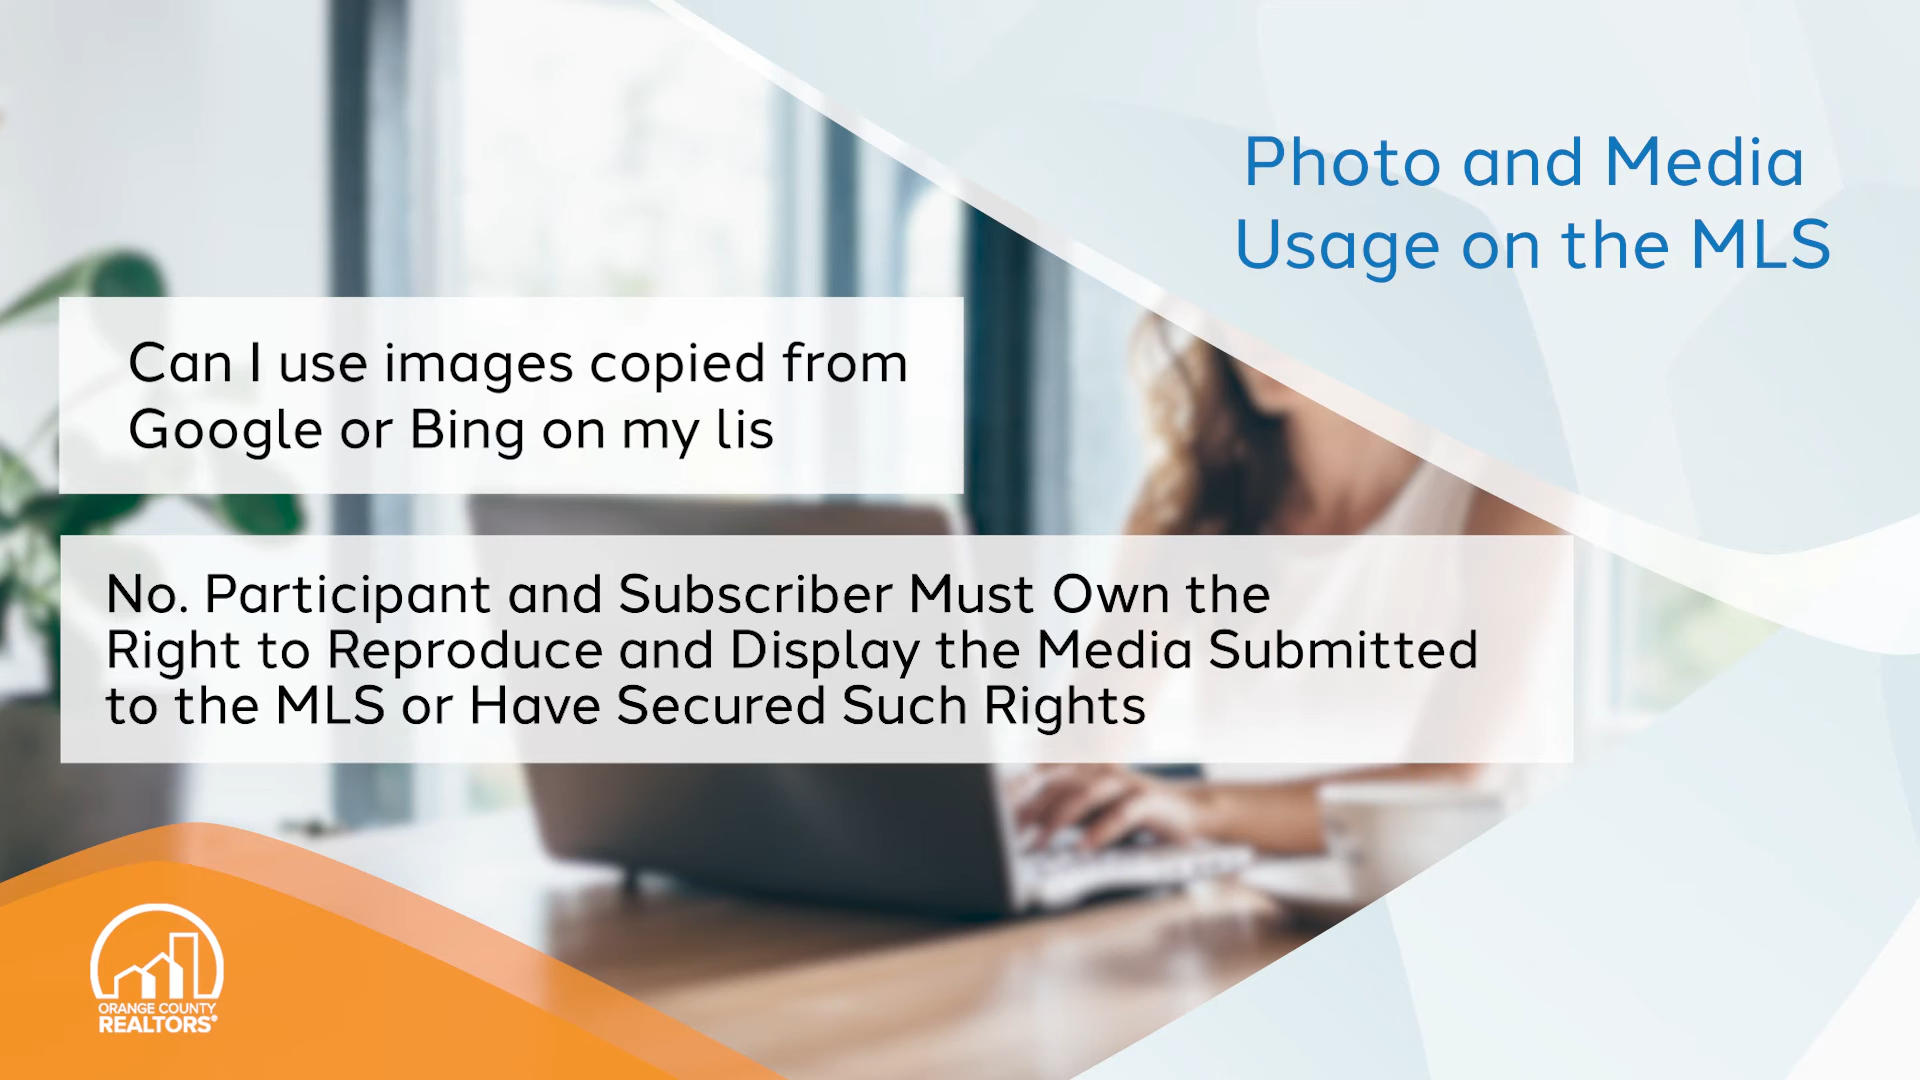 Photo and Media
Usage on the MLS
Can I use images copied from
Google or Bing on my lis
No. Participant and Subscriber Must Own the
Right to Reproduce and Display the Media Submitted
to the MLS or Have Secured Such Rights
ORANGE COUNTY
REALTORS®